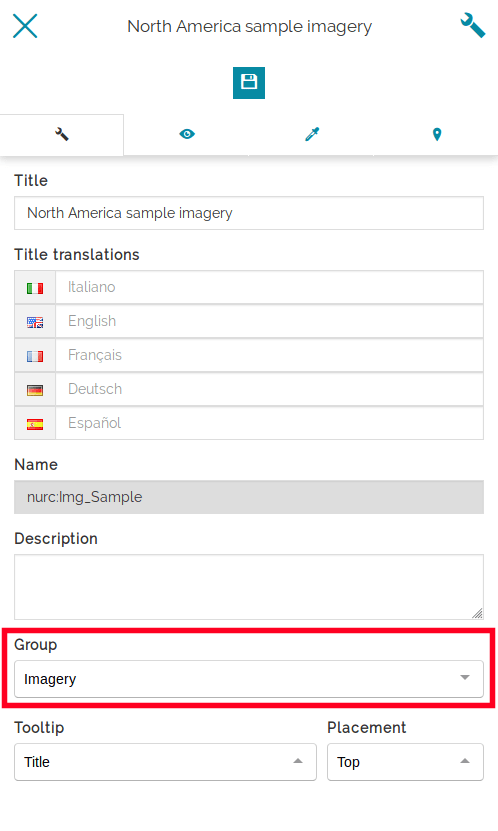 North America sample imagery
Title
North America sample imagery
Title translations
Italiano
English
Français
Deutsch
Español
Name
nurc:Img_Sample
Description
Group
Imagery
Tooltip Placement
Title Top